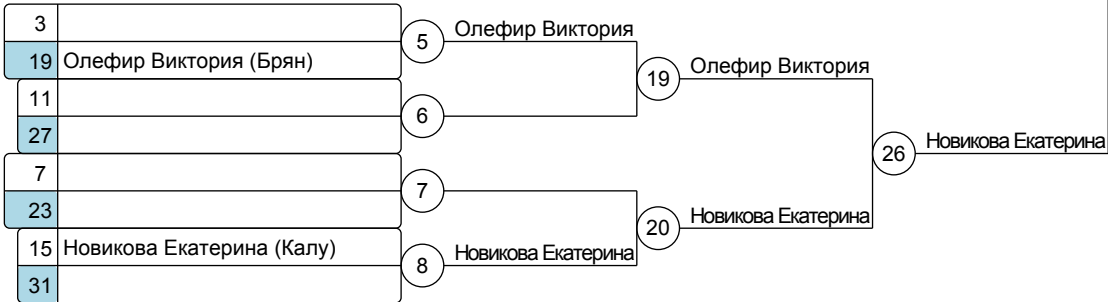 3
5 Олефир Виктория
19 Олефир Виктория (Брян)
19 Олефир Виктория
11
6
27
26 Новикова Екатерина
7
7
23
20 Новикова Екатерина
15 Новикова Екатерина (Калу)
8 Новикова Екатерина
31